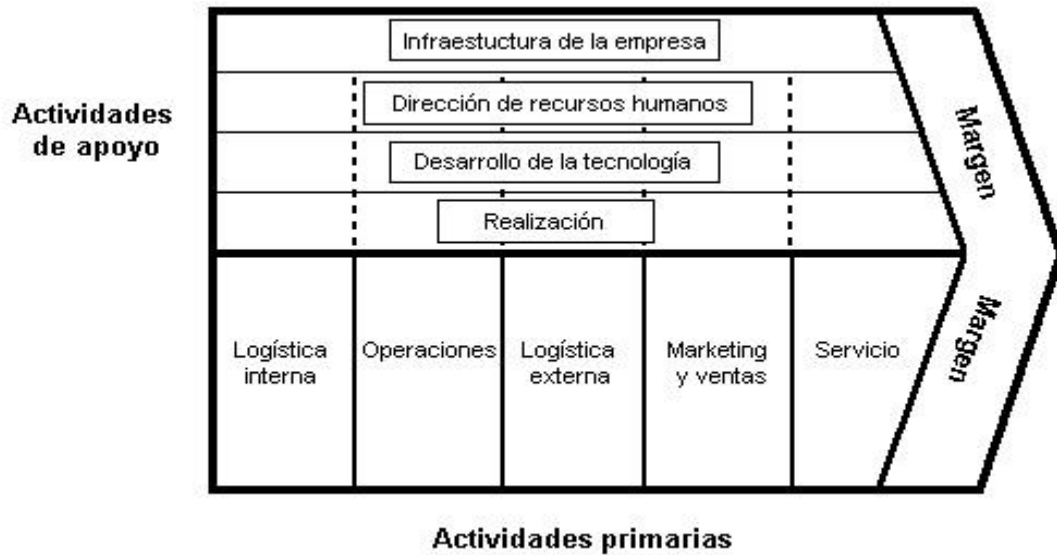 Infraestuctura de la empresa
Dirección de recursos humanos
Desarrollo de la tecnología
Realización
Actividades
de apoyo
Margen
Margen
Logística
interna
Operaciones
Logística
externa
Marketing
y ventas
Servicio
Actividades primarias